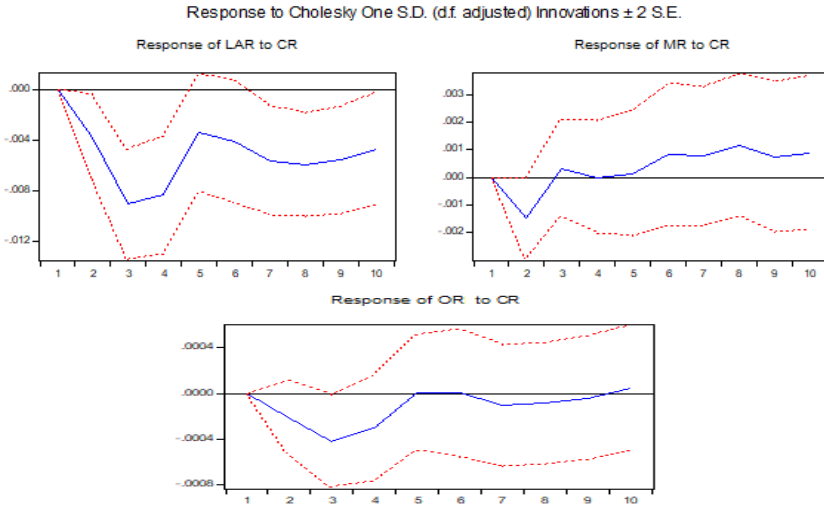 Response to Cholesky One S.D. (d.f. adjusted) Innovations ± 2 S.E.
Response of LAR to CR
.000
-.004
-.008
-.012
1 2 3 4 5 6 7 8 9 10
Response of MR to CR
.003
.002
.001
.000
-.001
-.002
1 2 3 4 5 6 7 8 9 10
Response of OR to CR
.0004
.0000
-.0004
-.0008
1 2 3 4 5 6 7 8 9 10